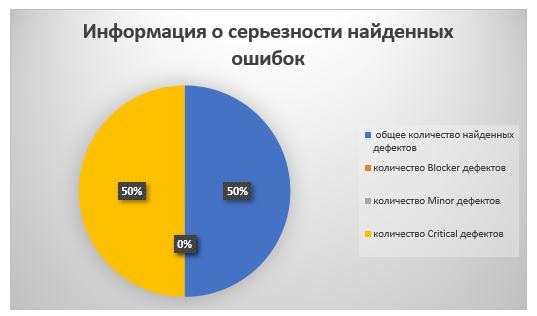 Информация о серьезности найденных
ошибок
50%
50%
0%
общее количество найденных
дефектов
количество Blocker дефектов
количество Minor дефектов
количество Critical дефектов